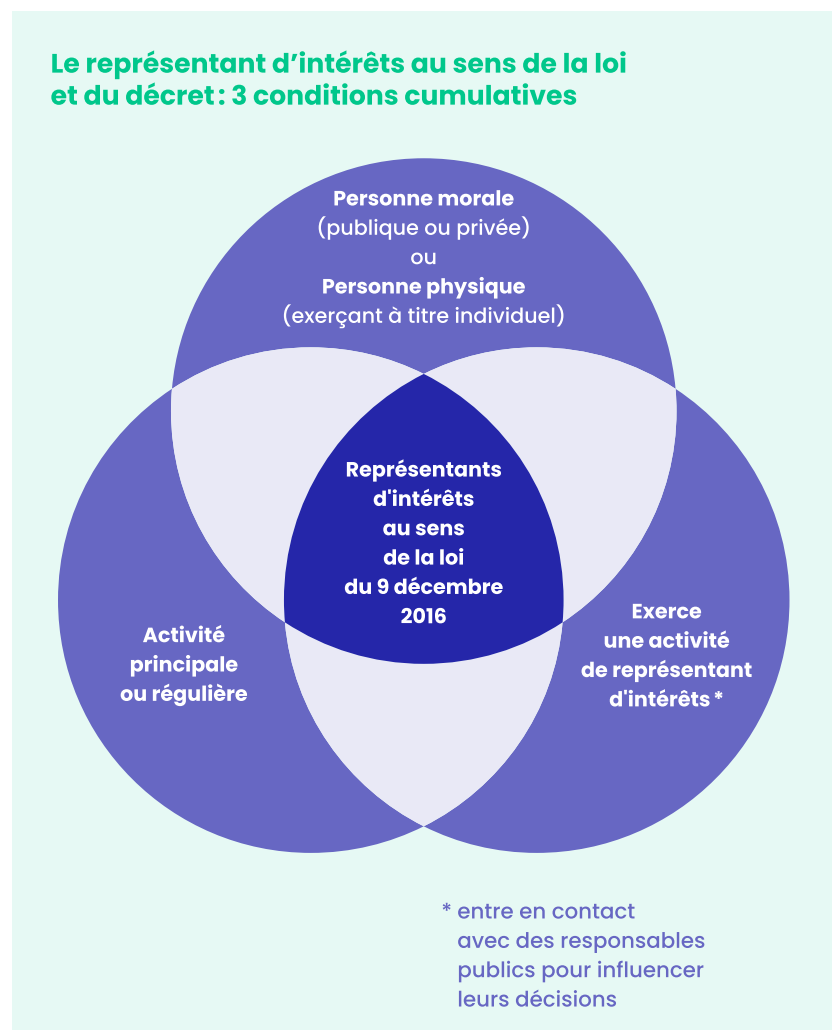 Le représentant d’intérêts au sens de la loi
et du décret : 3 conditions cumulatives
Personne morale
(publique ou privée)
ou
Personne physique
(exerçant à titre individuel)
Représentants
d'intérêts
au sens
de la loi
du 9 décembre
2016
Activité
principale
ou régulière
Exerce
une activité
de représentant
d'intérêts *
* entre en contact
avec des responsables
publics pour influencer
leurs décisions